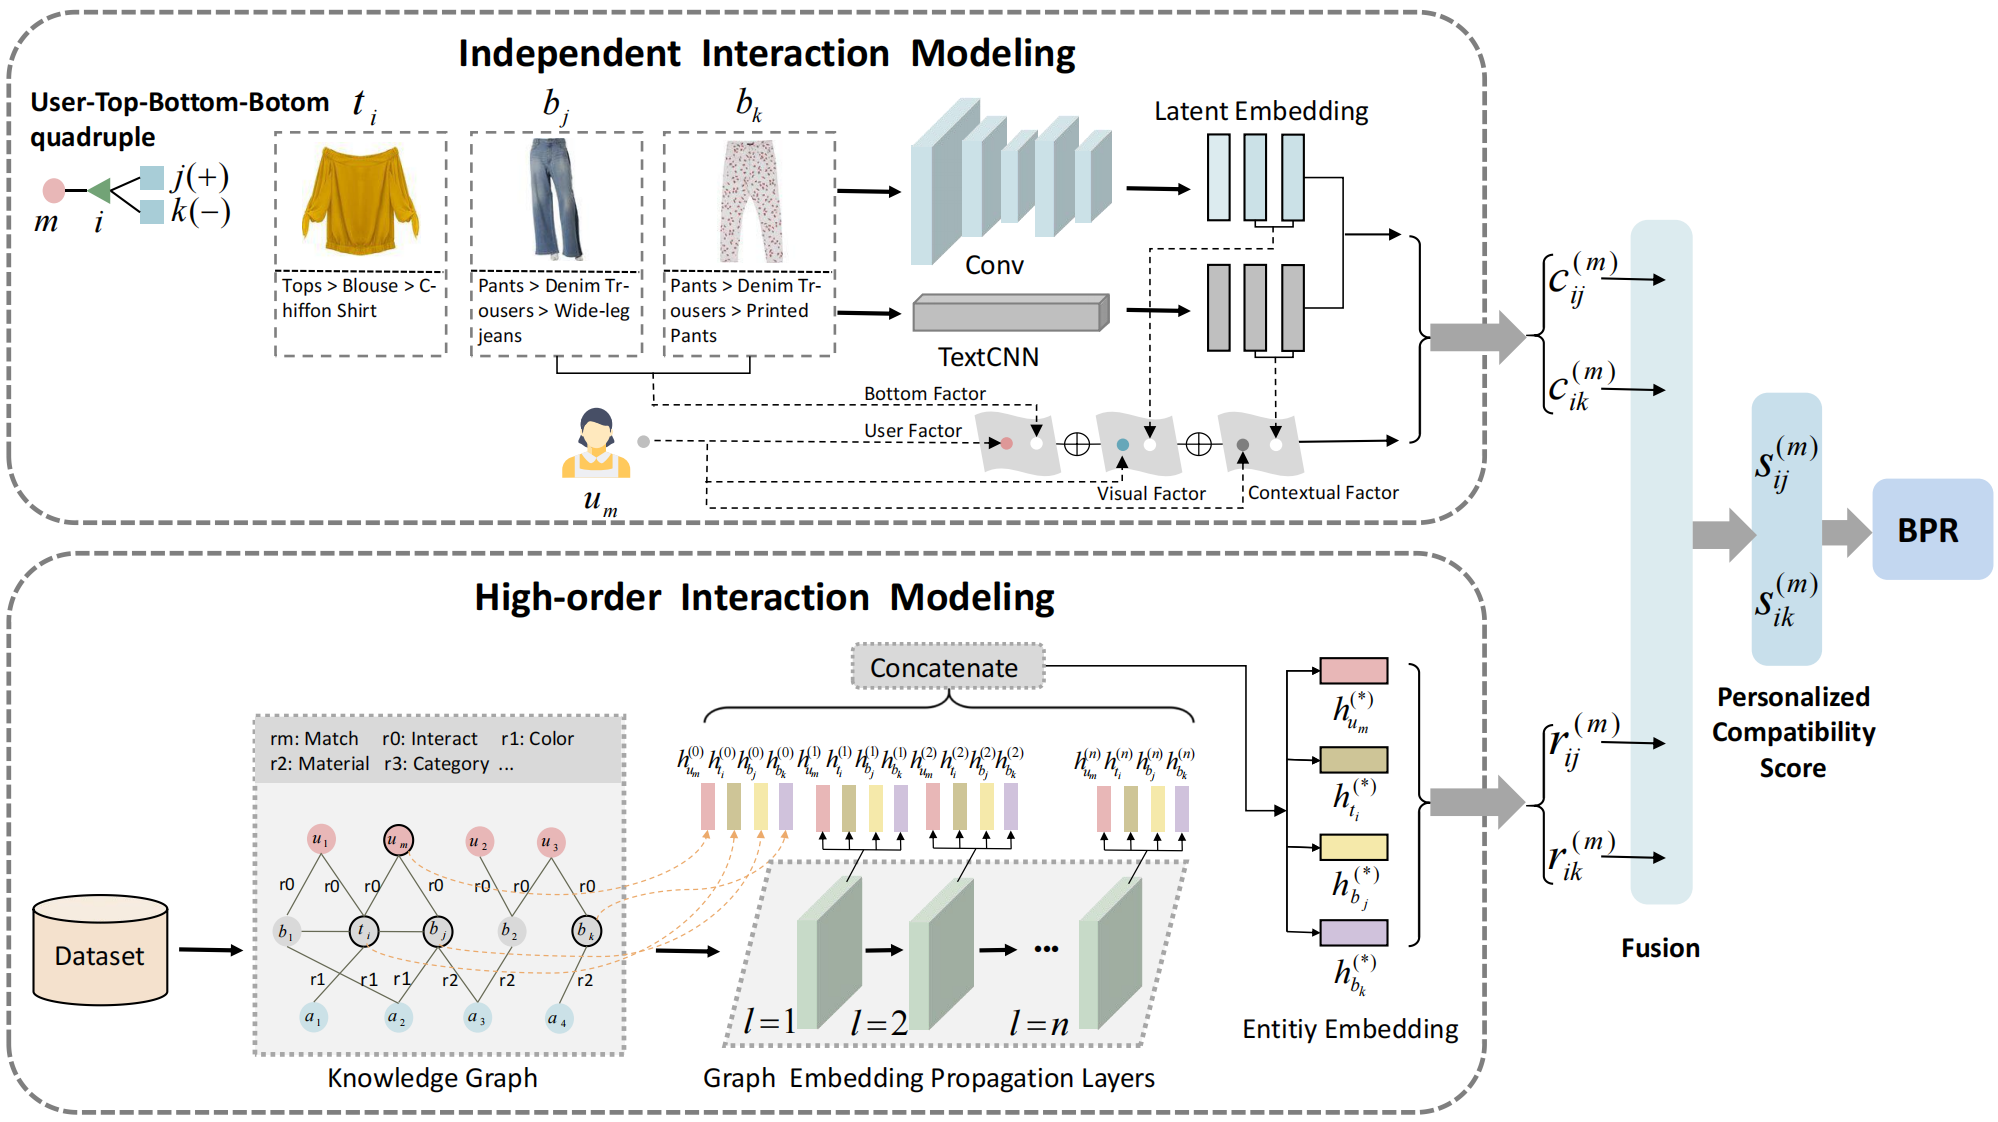 Independent Interaction Modeling
User-Top-Bottom-Botom
quadruple
m
i
j(+)
k(−)
t_i
b_j
b_k
Tops > Blouse > C-
hiffon Shirt
Pants > Denim Tr-
ousers > Wide-leg
jeans
Pants > Denim Tr-
ousers > Printed
Pants
Conv
TextCNN
Latent Embedding
Bottom Factor
User Factor
Visual Factor
Contextual Factor
u_m
c_{ij}^{(m)}
c_{ik}^{(m)}
s_{ij}^{(m)}
s_{ik}^{(m)}
BPR
Personalized
Compatibility
Score
r_{ij}^{(m)}
r_{ik}^{(m)}
Fusion
High-order Interaction Modeling
Dataset
rm: Match r0: Interact r1: Color
r2: Material r3: Category ...
u_1 u_m u_2 u_3
r0 r0 r0 r0 r0 r0 r0
b_1 t_i b_j b_2 b_k
r1 r1 r1 r2 r2 r2
a_1 a_2 a_3 a_4
Knowledge Graph
Concatenate
h_{u_m}^{(0)} h_{t_i}^{(0)} h_{b_j}^{(0)} h_{b_k}^{(0)} h_{u_m}^{(1)} h_{t_i}^{(1)} h_{b_j}^{(1)} h_{b_k}^{(1)} h_{u_m}^{(2)} h_{t_i}^{(2)} h_{b_j}^{(2)} h_{b_k}^{(2)} h_{u_m}^{(n)} h_{t_i}^{(n)} h_{b_j}^{(n)} h_{b_k}^{(n)}
l=1 l=2 ... l=n
Graph Embedding Propagation Layers
h_{u_m}^{(*)}
h_{t_i}^{(*)}
h_{b_j}^{(*)}
h_{b_k}^{(*)}
Entitiy Embedding